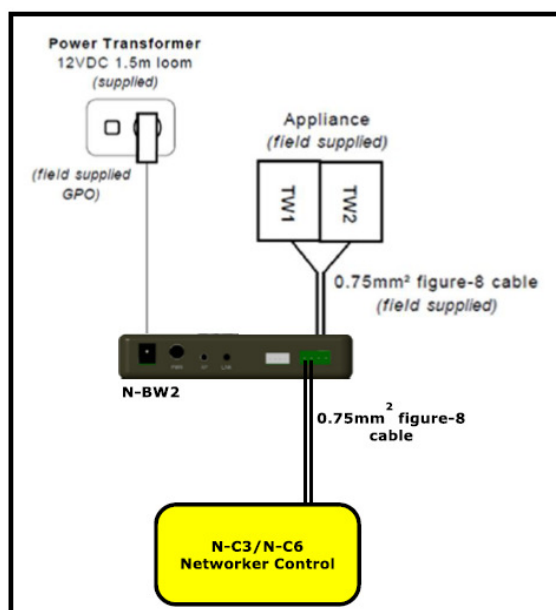 Power Transformer
12VDC 1.5m loom
(supplied)
(field supplied
GPO)
Appliance
(field supplied)
TW1
TW2
0.75mm² figure-8 cable
(field supplied)
N-BW2
0.75mm² figure-8
cable
N-C3/N-C6
Networker Control